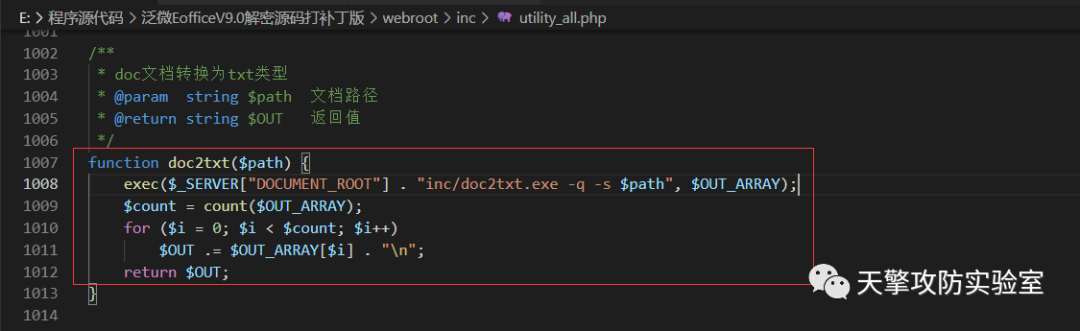 E: > 程序源代码 > 泛微EofficeV9.0解密源码打补丁版 > webroot > inc > utility_all.php
1001
1002 /**
1003 * doc文档转换为txt类型
1004 * @param string $path 文档路径
1005 * @return string $OUT 返回值
1006 */
1007 function doc2txt($path) {
1008 exec($_SERVER["DOCUMENT_ROOT"] . "inc/doc2txt.exe -q -s $path", $OUT_ARRAY);
1009 $count = count($OUT_ARRAY);
1010 for ($i = 0; $i < $count; $i++)
1011 $OUT .= $OUT_ARRAY[$i] . "\n";
1012 return $OUT;
1013 }
1014
天擎攻防实验室